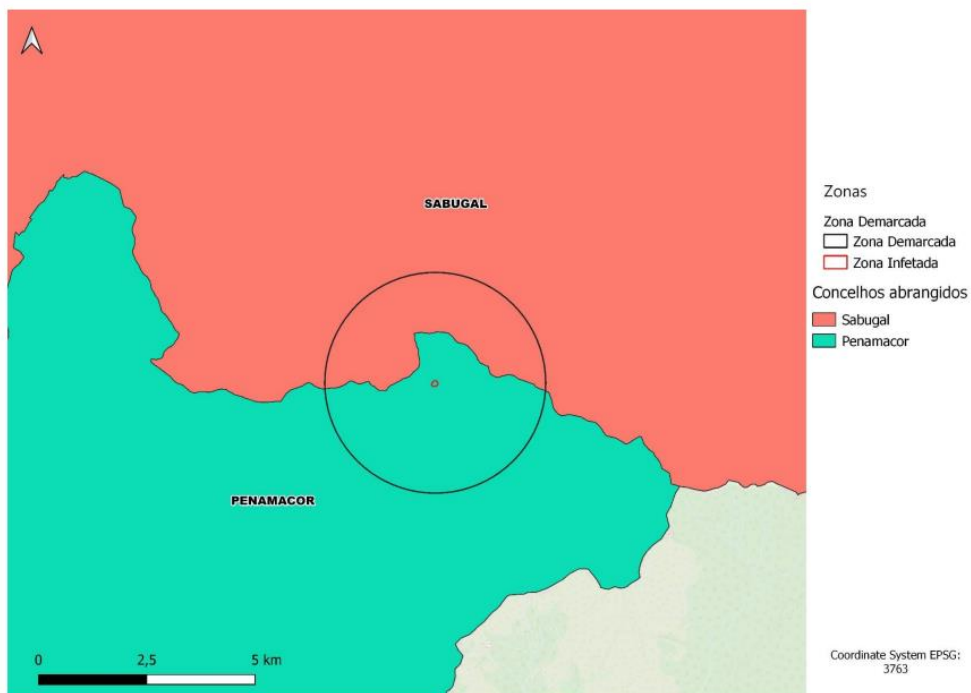 SABUGAL
PENAMACOR
0 2,5 5 km
Zonas
Zona Demarcada
Zona Demarcada
Zona Infetada
Concelhos abrangidos
Sabugal
Penamacor
Coordinate System EPSG:
3763